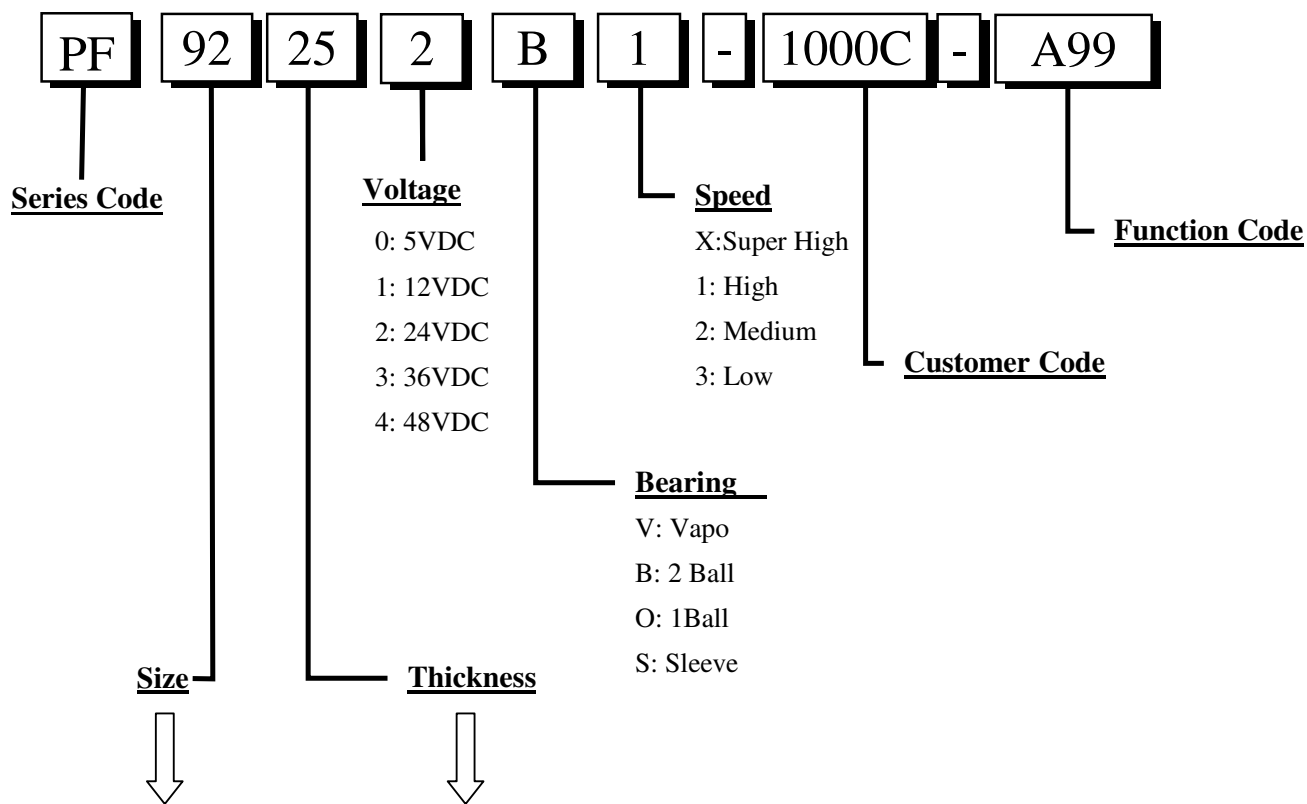 PF 92 25 2 B 1 - 1000C - A99
Series Code
Voltage
0: 5VDC
1: 12VDC
2: 24VDC
3: 36VDC
4: 48VDC
Speed
X:Super High
1: High
2: Medium
3: Low
Function Code
Customer Code
Bearing
V: Vapo
B: 2 Ball
O: 1Ball
S: Sleeve
Size
Thickness